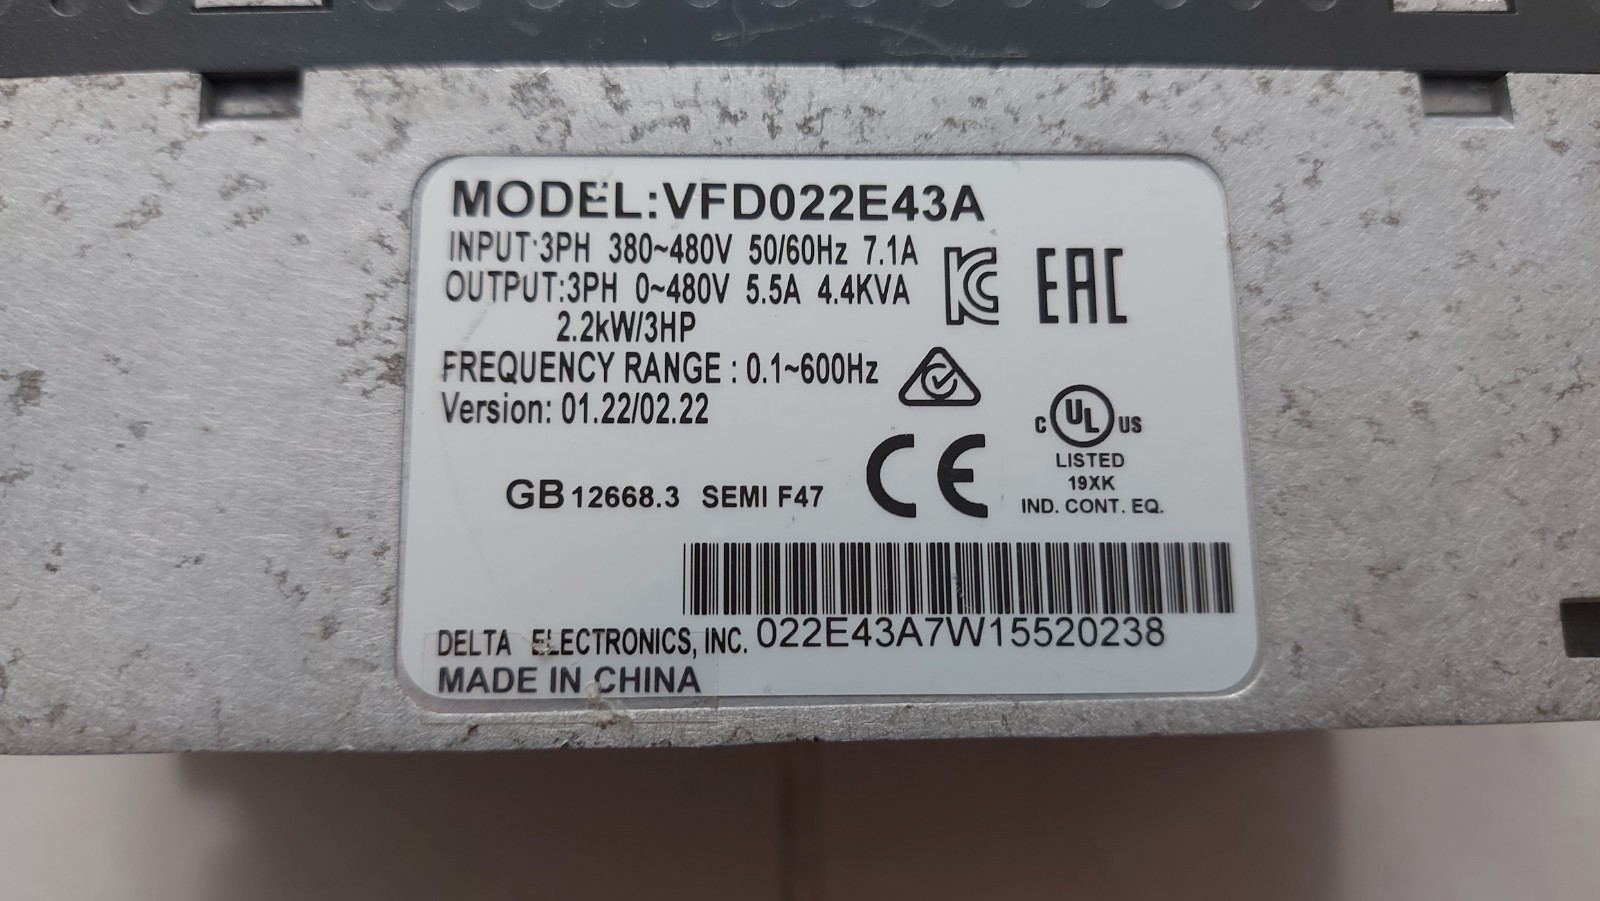 MODEL:VFD022E43A
INPUT:3PH 380~480V 50/60Hz 7.1A
OUTPUT:3PH 0~480V 5.5A 4.4KVA
2.2kW/3HP
FREQUENCY RANGE : 0.1~600Hz
Version: 01.22/02.22
KC EAC
C UL US
LISTED
19XK
IND. CONT. EQ.
GB 12668.3 SEMI F47 CE
022E43A7W15520238
DELTA ELECTRONICS, INC.
MADE IN CHINA